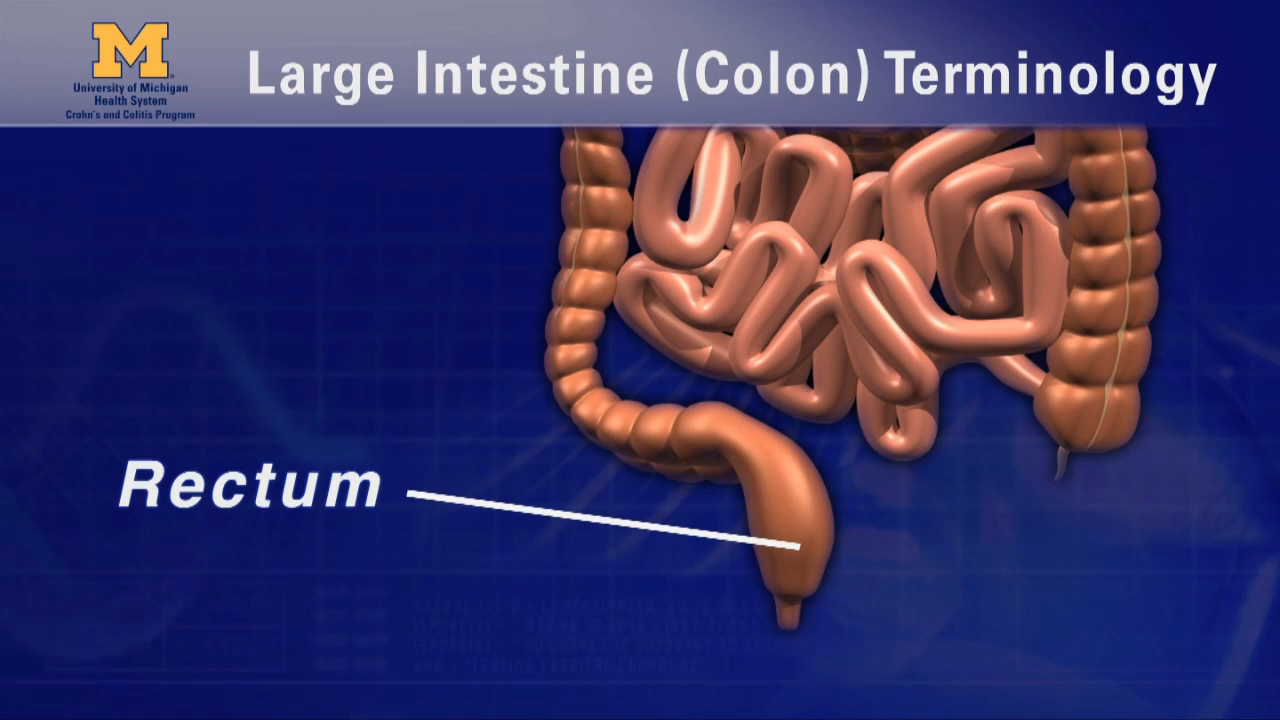 M
University of Michigan
Health System
Crohn's and Colitis Program
Large Intestine (Colon) Terminology
Rectum